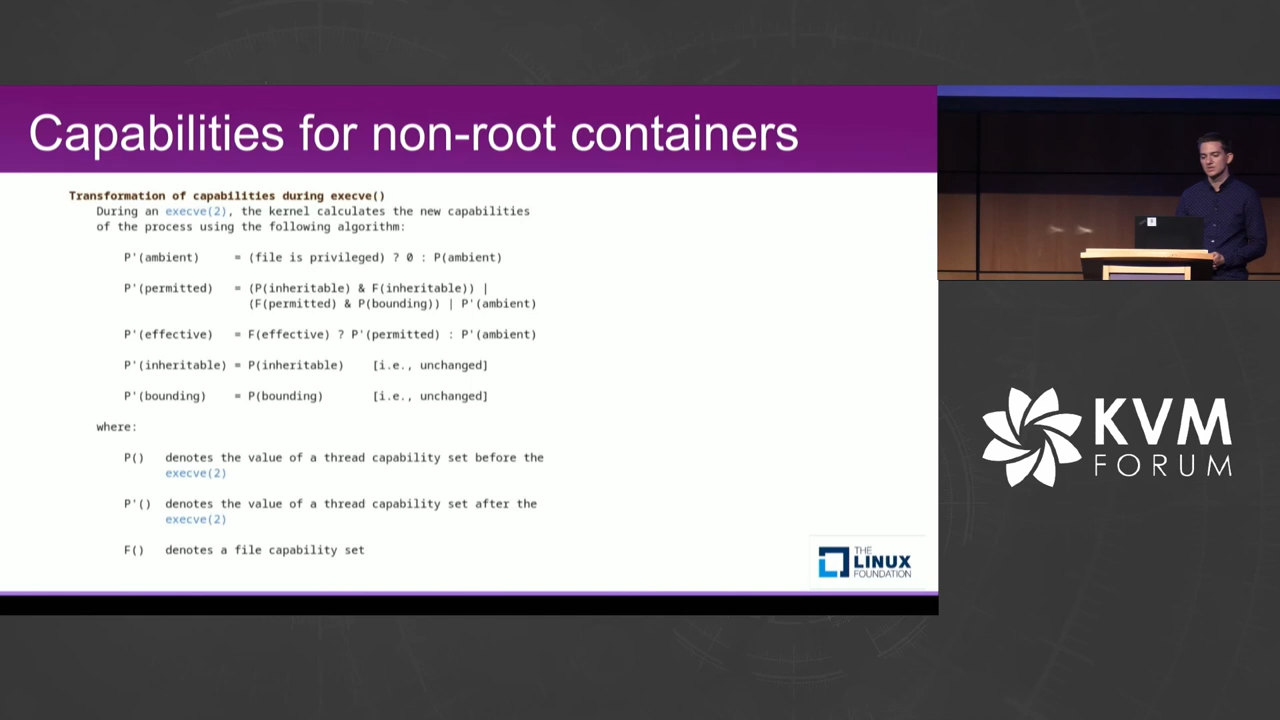 Capabilities for non-root containers
Transformation of capabilities during execve()
During an execve(2), the kernel calculates the new capabilities
of the process using the following algorithm:
P'(ambient) = (file is privileged) ? 0 : P(ambient)
P'(permitted) = (P(inheritable) & F(inheritable)) |
(F(permitted) & P(bounding)) | P'(ambient)
P'(effective) = F(effective) ? P'(permitted) : P'(ambient)
P'(inheritable) = P(inheritable) [i.e., unchanged]
P'(bounding) = P(bounding) [i.e., unchanged]
where:
P() denotes the value of a thread capability set before the
execve(2)
P'() denotes the value of a thread capability set after the
execve(2)
F() denotes a file capability set
THE
LINUX
FOUNDATION
KVM
FORUM